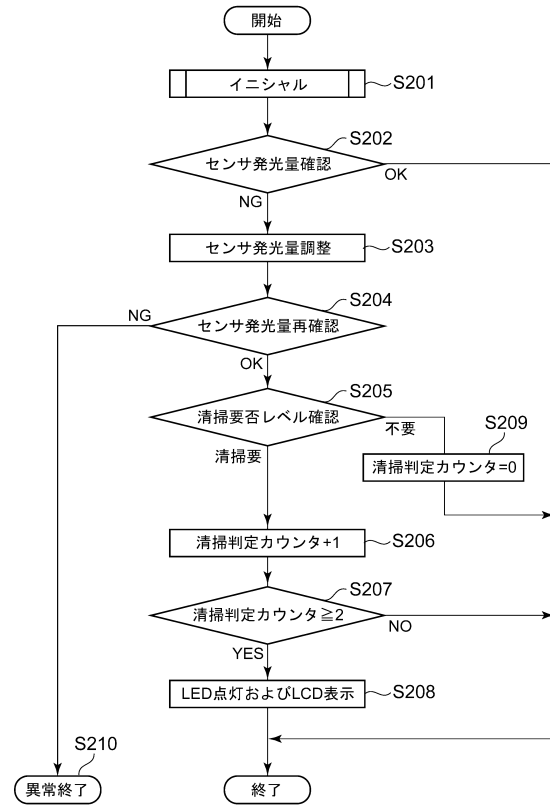 開始
イニシャル
S201
S202
センサ発光量確認
OK
NG
センサ発光量調整
S203
S204
NG
センサ発光量再確認
OK
S205
清掃要否レベル確認
不要
S209
清掃要
清掃判定カウンタ=0
清掃判定カウンタ+1
S206
S207
清掃判定カウンタ≧2
NO
YES
LED点灯およびLCD表示
S208
S210
異常終了
終了